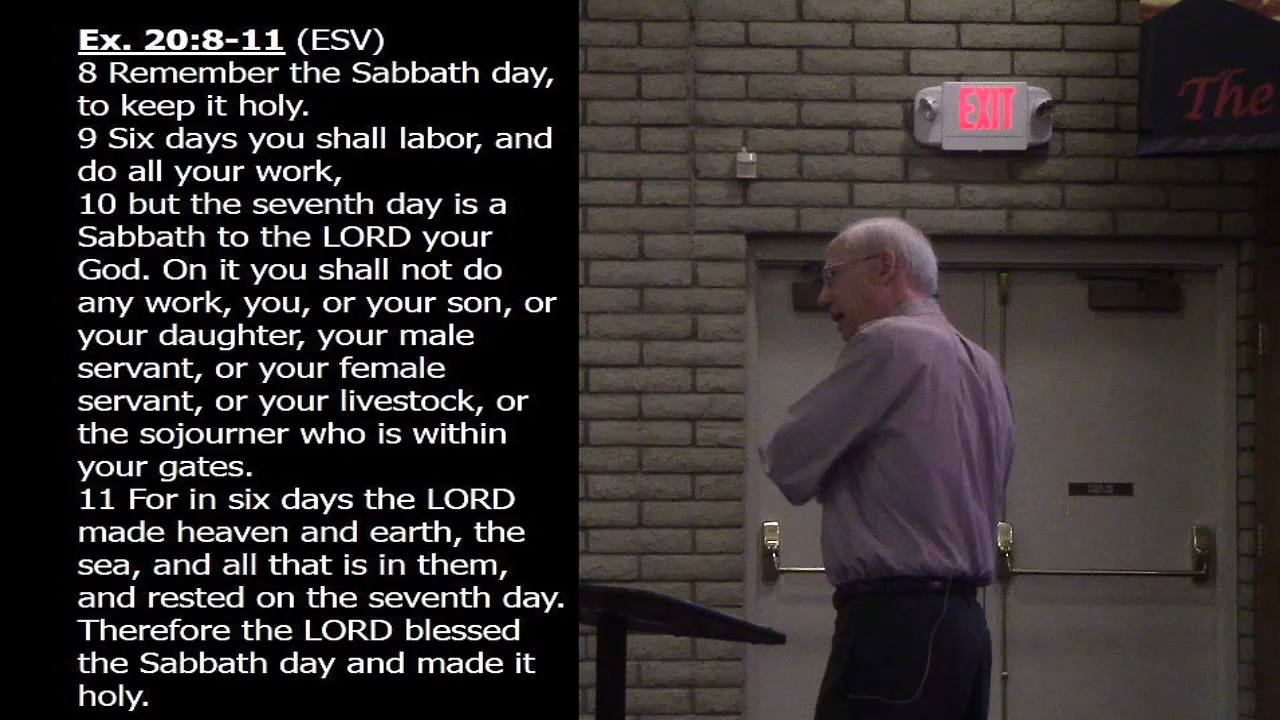 Ex. 20:8-11 (ESV)
8 Remember the Sabbath day,
to keep it holy.
9 Six days you shall labor, and
do all your work,
10 but the seventh day is a
Sabbath to the LORD your
God. On it you shall not do
any work, you, or your son, or
your daughter, your male
servant, or your female
servant, or your livestock, or
the sojourner who is within
your gates.
11 For in six days the LORD
made heaven and earth, the
sea, and all that is in them,
and rested on the seventh day.
Therefore the LORD blessed
the Sabbath day and made it
holy.
EXIT
The